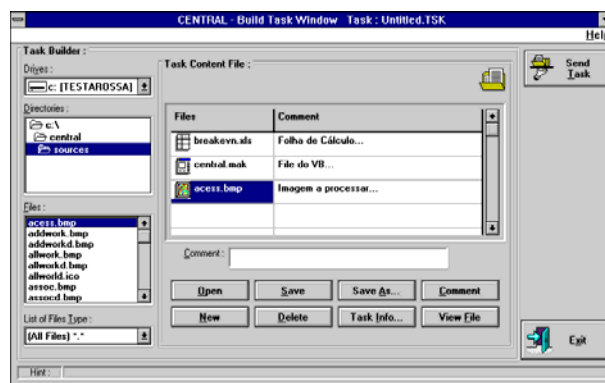 CENTRAL - Build Task Window Task : Untitled.TSK
Help
Task Builder :
Drives :
c: [TESTAROSSA]
Directories :
c:\
central
sources
Files :
acess.bmp
addwork.bmp
addworkd.bmp
allwork.bmp
allworkd.bmp
allworld.ico
assoc.bmp
assocd.bmp
List of Files Type :
(All Files) *.*
Task Content File :
Files Comment
breakevn.xls Folha de Cálculo...
central.mak File do VB...
acess.bmp Imagem a processar...
Comment :
Open Save Save As... Comment
New Delete Task Info... View File
Send
Task
Exit
Hint :